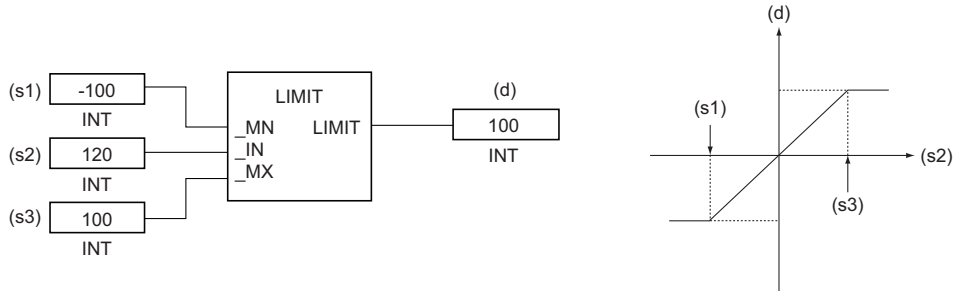 (s1)
-100
INT
(s2)
120
INT
(s3)
100
INT
LIMIT
_MN
_IN
_MX
LIMIT
(d)
100
INT
(d)
(s1)
(s2)
(s3)